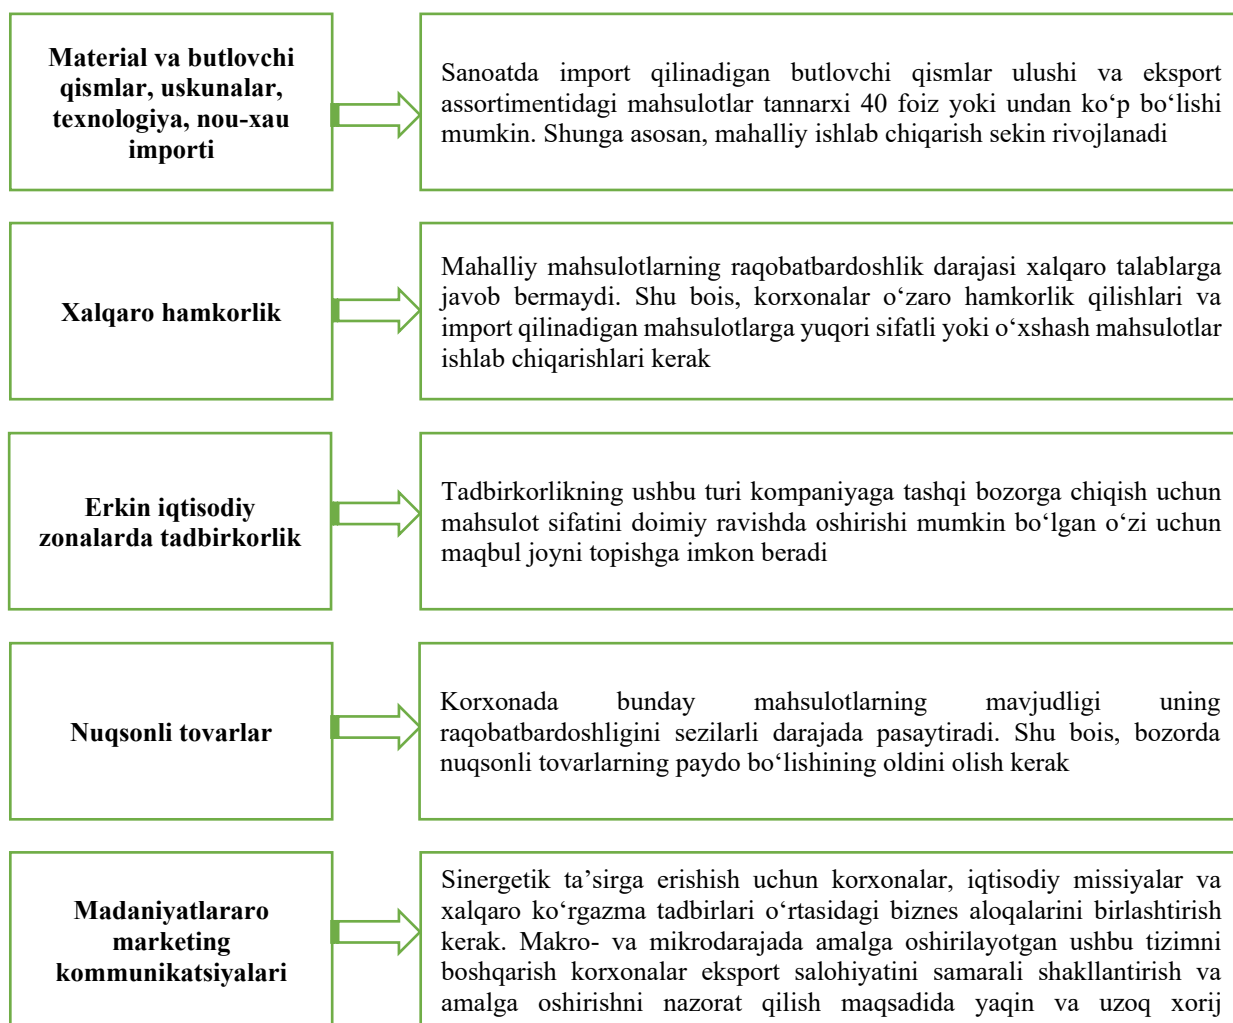 Material va butlovchi
qismlar, uskunalar,
texnologiya, nou-xau
importi
Sanoatda import qilinadigan butlovchi qismlar ulushi va eksport
assortimentidagi mahsulotlar tannarxi 40 foiz yoki undan ko‘p bo‘lishi
mumkin. Shunga asosan, mahalliy ishlab chiqarish sekin rivojlanadi
Xalqaro hamkorlik
Mahalliy mahsulotlarning raqobatbardoshlik darajasi xalqaro talablarga
javob bermaydi. Shu bois, korxonalar o‘zaro hamkorlik qilishlari va
import qilinadigan mahsulotlarga yuqori sifatli yoki o‘xshash mahsulotlar
ishlab chiqarishlari kerak
Erkin iqtisodiy
zonalarda tadbirkorlik
Tadbirkorlikning ushbu turi kompaniyaga tashqi bozorga chiqish uchun
mahsulot sifatini doimiy ravishda oshirishi mumkin bo‘lgan o‘zi uchun
maqbul joyni topishga imkon beradi
Nuqsonli tovarlar
Korxonada bunday mahsulotlarning mavjudligi uning
raqobatbardoshligini sezilarli darajada pasaytiradi. Shu bois, bozorda
nuqsonli tovarlarning paydo bo‘lishining oldini olish kerak
Madaniyatlararo
marketing
kommunikatsiyalari
Sinergetik ta’sirga erishish uchun korxonalar, iqtisodiy missiyalar va
xalqaro ko‘rgazma tadbirlari o‘rtasidagi biznes aloqalarini birlashtirish
kerak. Makro- va mikrodarajada amalga oshirilayotgan ushbu tizimni
boshqarish korxonalar eksport salohiyatini samarali shakllantirish va
amalga oshirishni nazorat qilish maqsadida yaqin va uzoq xorij